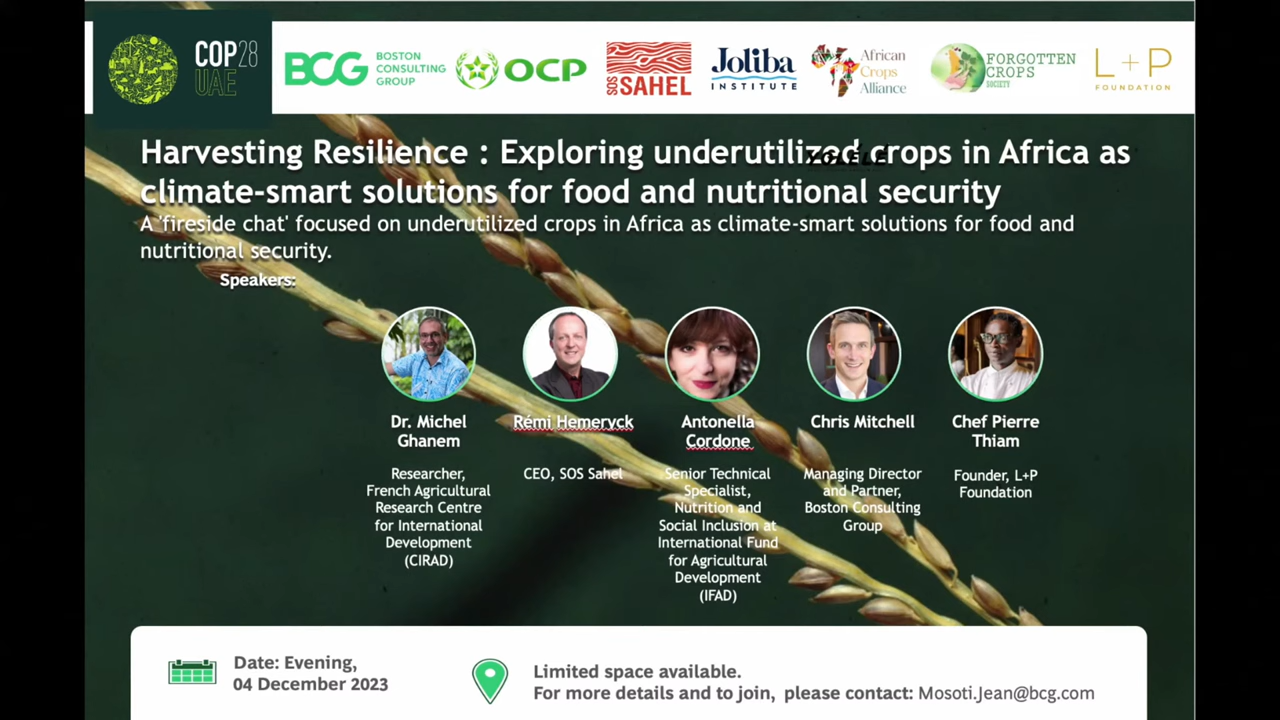 COP28
UAE
BCG
BOSTON
CONSULTING
GROUP
OCP
SOS
SAHEL
Joliba
INSTITUTE
African
Crops
Alliance
FORGOTTEN
CROPS
SOCIETY
L+P
FOUNDATION
Harvesting Resilience : Exploring underutilized crops in Africa as
climate-smart solutions for food and nutritional security
A 'fireside chat' focused on underutilized crops in Africa as climate-smart solutions for food and
nutritional security.
Speakers:
Dr. Michel
Ghanem
Researcher,
French Agricultural
Research Centre
for International
Development
(CIRAD)
Rémi Hemeryck
CEO, SOS Sahel
Antonella
Cordone
Senior Technical
Specialist,
Nutrition and
Social Inclusion at
International Fund
for Agricultural
Development
(IFAD)
Chris Mitchell
Managing Director
and Partner,
Boston Consulting
Group
Chef Pierre
Thiam
Founder, L+P
Foundation
Date: Evening,
04 December 2023
Limited space available.
For more details and to join, please contact: Mosoti.Jean@bcg.com